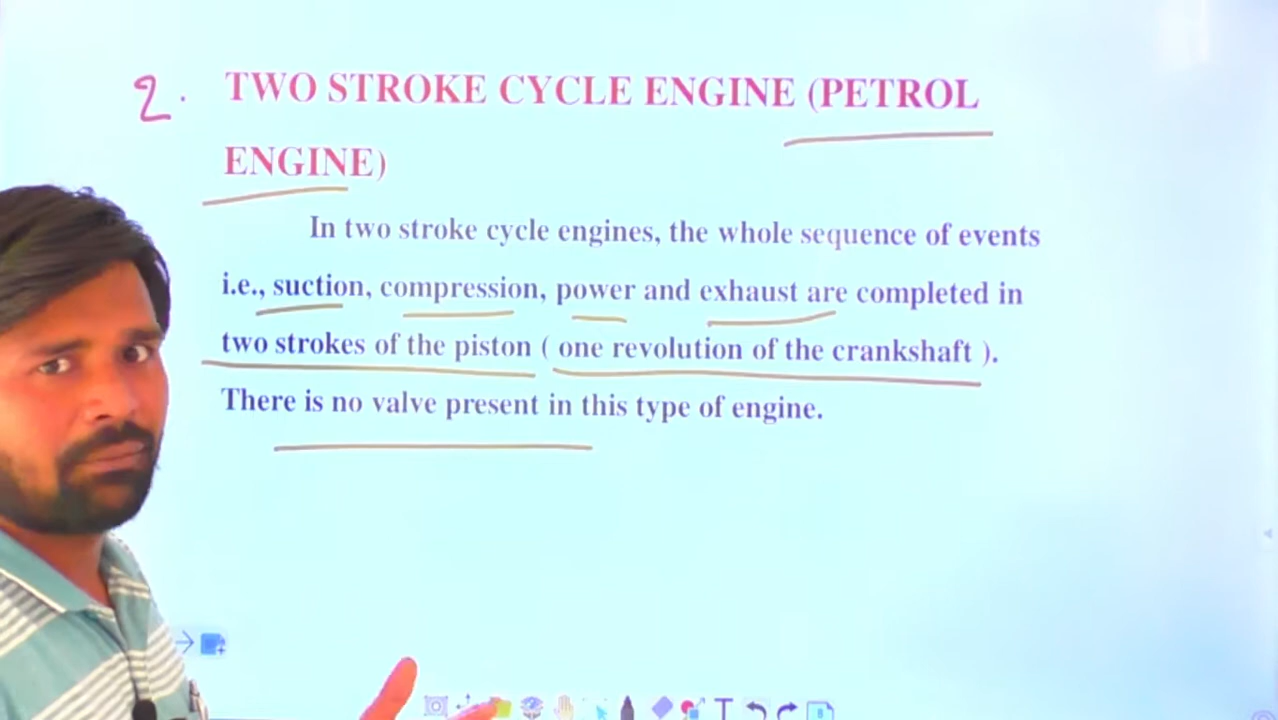 2. TWO STROKE CYCLE ENGINE (PETROL
ENGINE)
In two stroke cycle engines, the whole sequence of events
i.e., suction, compression, power and exhaust are completed in
two strokes of the piston ( one revolution of the crankshaft ).
There is no valve present in this type of engine.